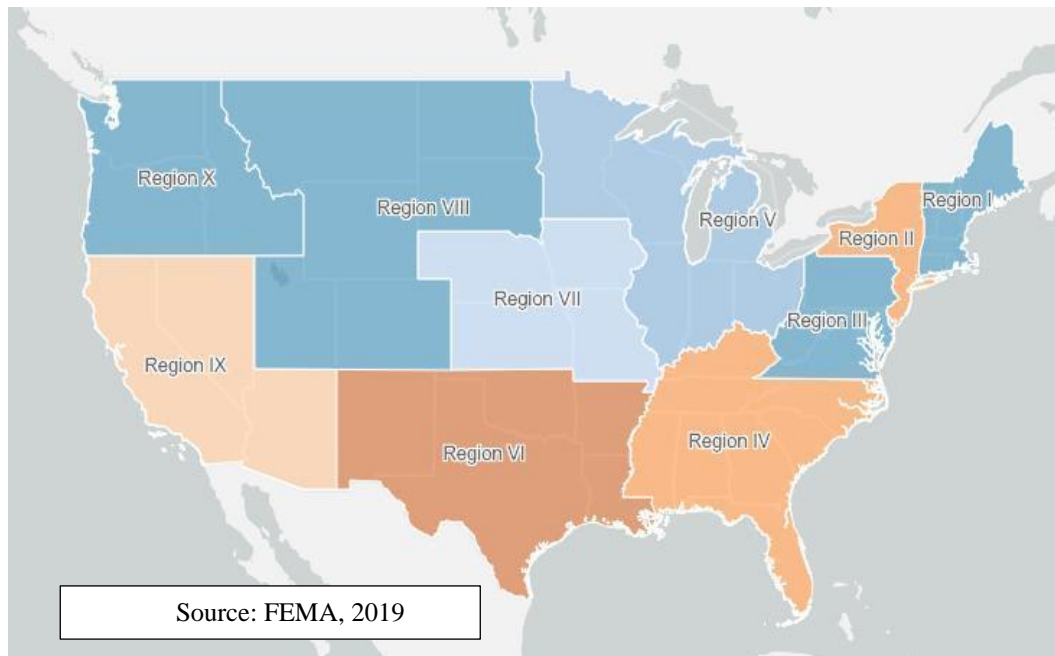 Region X
Region VIII
Region I
Region V
Region II
Region VII
Region III
Region IX
Region IV
Region VI
Source: FEMA, 2019